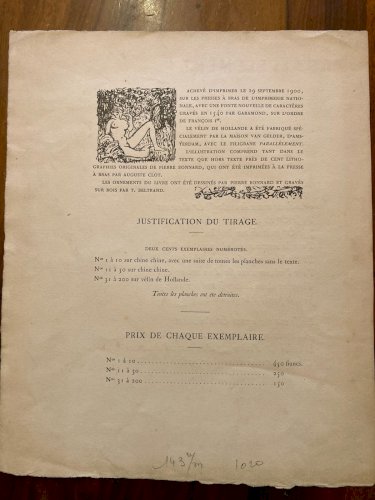 ACHEVÉ D'IMPRIMER LE 29 SEPTEMBRE 1900,
SUR LES PRESSES A BRAS DE L'IMPRIMERIE NATIO-
NALE, AVEC UNE FONTE NOUVELLE DE CARACTÈRES
GRAVÉS EN 1540 PAR GARAMOND, SUR L'ORDRE
DE FRANÇOIS Iᵉʳ.
LE VÉLIN DE HOLLANDE A ÉTÉ FABRIQUÉ SPÉ-
CIALEMENT PAR LA MAISON VAN GELDER, D'AMS-
TERDAM, AVEC LE FILIGRANE PARALLELEMENT.
L'ILLUSTRATION COMPREND TANT DANS LE
TEXTE QUE HORS TEXTE PRÈS DE CENT LITHO-
GRAPHIES ORIGINALES DE PIERRE BONNARD, QUI ONT ÉTÉ IMPRIMÉES A LA PRESSE
A BRAS PAR AUGUSTE CLOT.
LES ORNEMENTS DU LIVRE ONT ÉTÉ DESSINÉS PAR PIERRE BONNARD ET GRAVÉS
SUR BOIS PAR T. BELTRAND.
JUSTIFICATION DU TIRAGE.
DEUX CENTS EXEMPLAIRES NUMÉROTÉS.
Nᵒˢ 1 à 10 sur chine chine, avec une suite de toutes les planches sans le texte.
Nᵒˢ 11 à 30 sur chine chine.
Nᵒˢ 31 à 200 sur vélin de Hollande.
Toutes les planches ont été détruites.
PRIX DE CHAQUE EXEMPLAIRE.
Nᵒˢ 1 à 10 450 francs.
Nᵒˢ 11 à 30 250
Nᵒˢ 31 à 200 150
1020